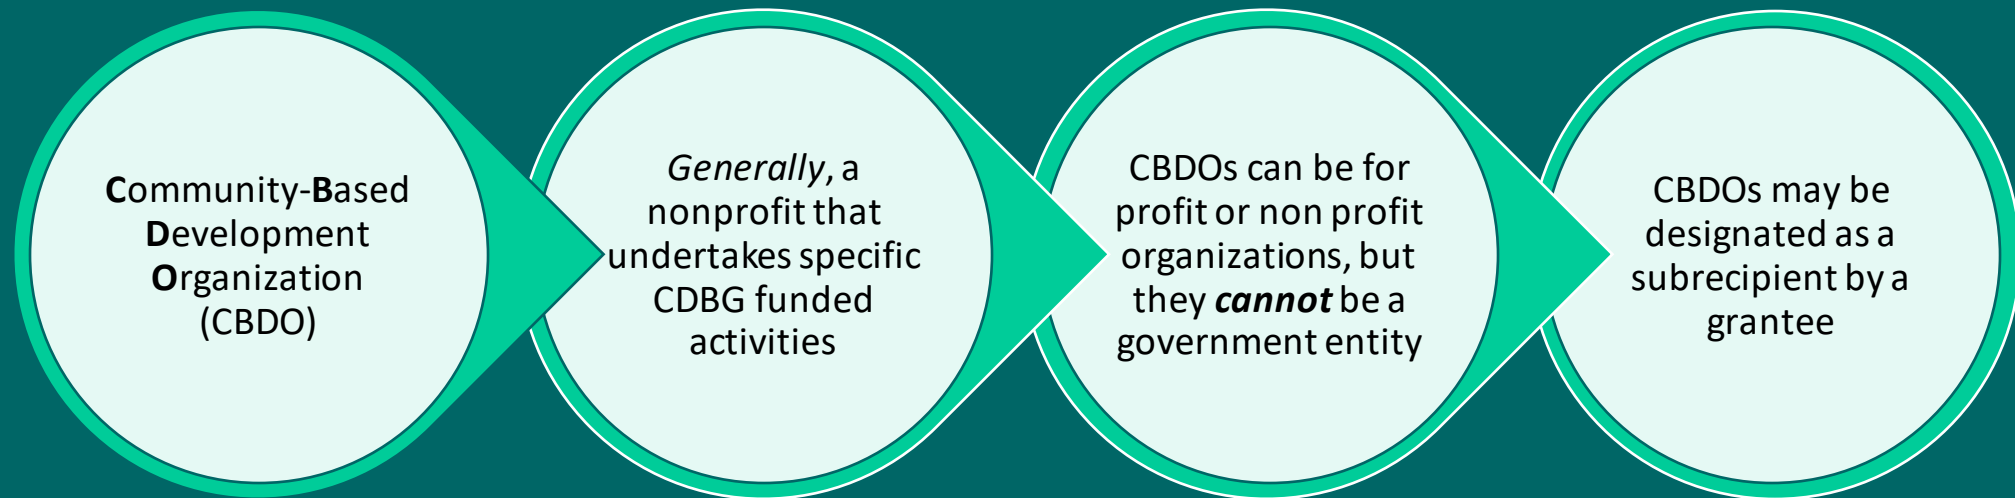 Community-Based
Development
Organization
(CBDO)
Generally, a
nonprofit that
undertakes specific
CDBG funded
activities
CBDOs can be for
profit or non profit
organizations, but
they cannot be a
government entity
CBDOs may be
designated as a
subrecipient by a
grantee